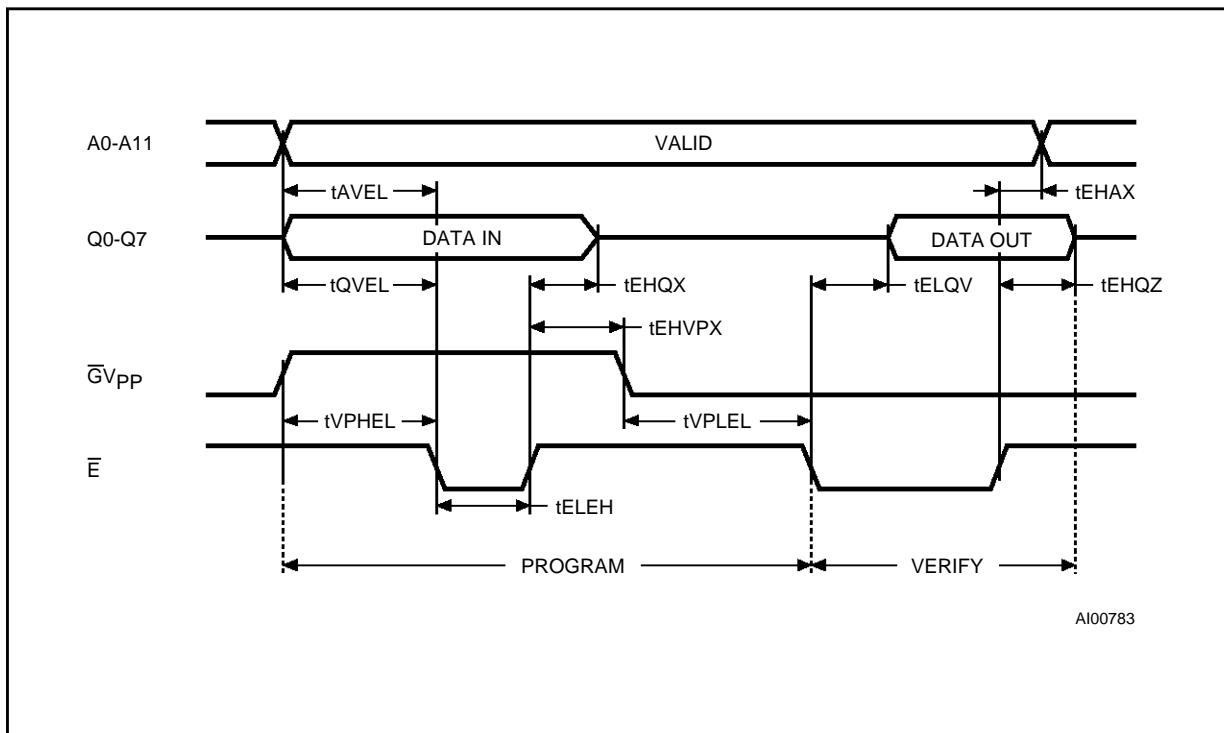 A0-A11
VALID
tAVEL
tEHAX
Q0-Q7
DATA IN
DATA OUT
tQVEL
tEHQX
tELQV
tEHQZ
tEHVPX
G̅VPP
tVPHEL
tVPLEL
E̅
tELEH
PROGRAM
VERIFY
AI00783